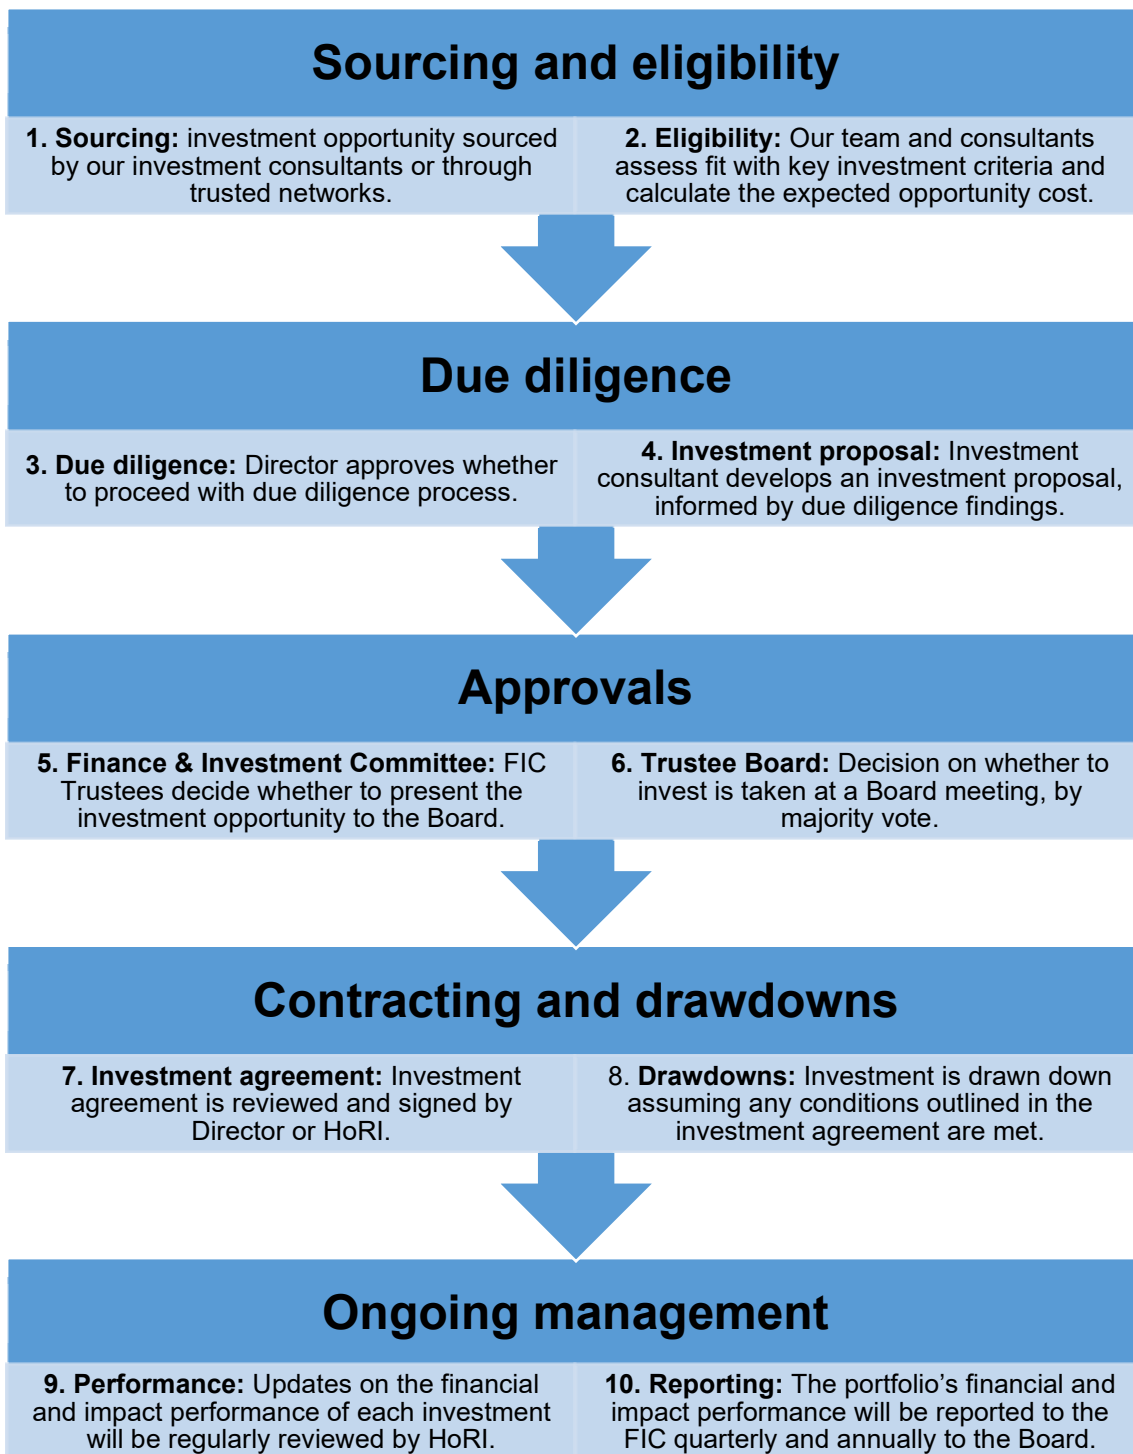 Sourcing and eligibility
1. Sourcing: investment opportunity sourced
by our investment consultants or through
trusted networks.
2. Eligibility: Our team and consultants
assess fit with key investment criteria and
calculate the expected opportunity cost.
Due diligence
3. Due diligence: Director approves whether
to proceed with due diligence process.
4. Investment proposal: Investment
consultant develops an investment proposal,
informed by due diligence findings.
Approvals
5. Finance & Investment Committee: FIC
Trustees decide whether to present the
investment opportunity to the Board.
6. Trustee Board: Decision on whether to
invest is taken at a Board meeting, by
majority vote.
Contracting and drawdowns
7. Investment agreement: Investment
agreement is reviewed and signed by
Director or HoRI.
8. Drawdowns: Investment is drawn down
assuming any conditions outlined in the
investment agreement are met.
Ongoing management
9. Performance: Updates on the financial
and impact performance of each investment
will be regularly reviewed by HoRI.
10. Reporting: The portfolio's financial and
impact performance will be reported to the
FIC quarterly and annually to the Board.